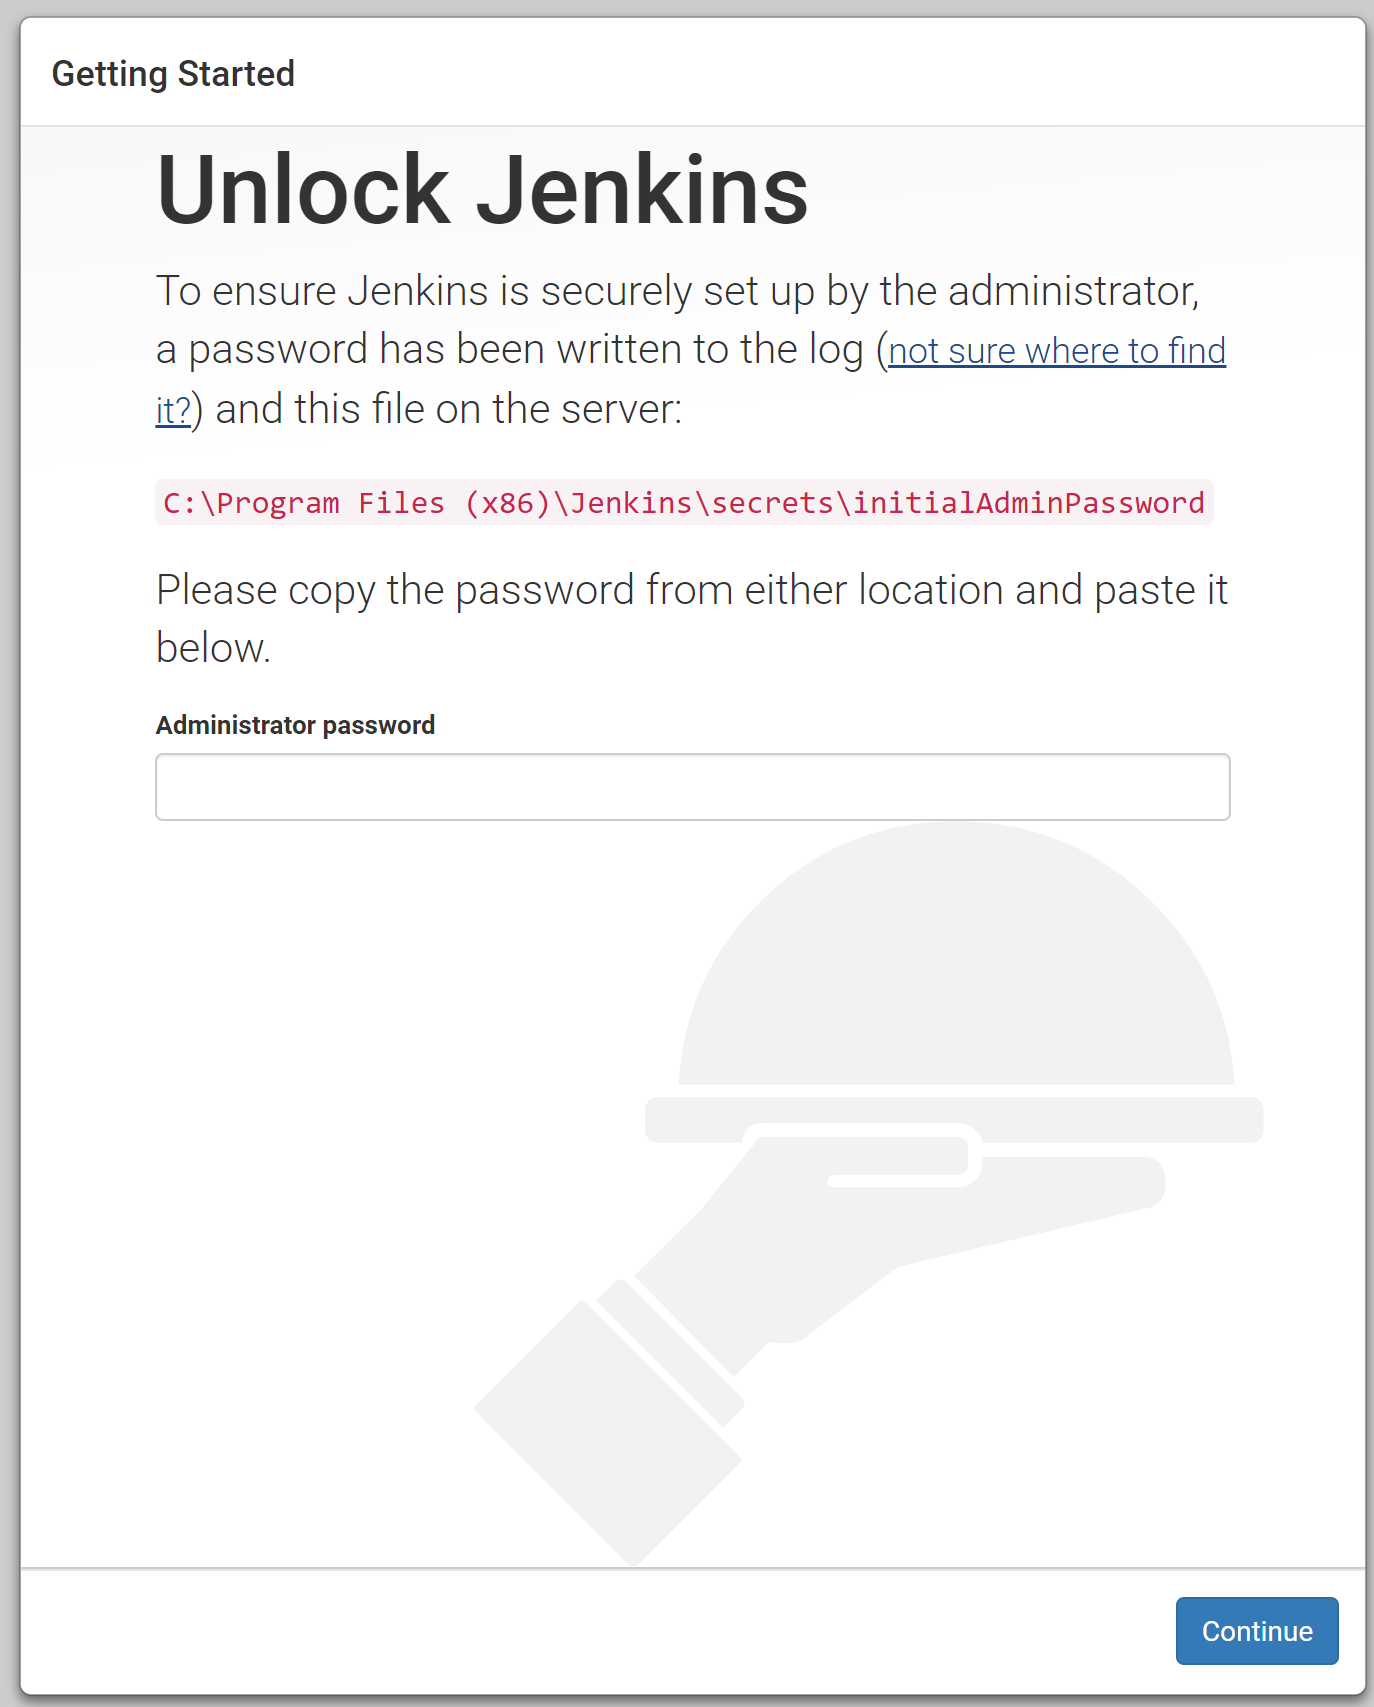 Getting Started
Unlock Jenkins
To ensure Jenkins is securely set up by the administrator,
a password has been written to the log (not sure where to find
it?) and this file on the server:
C:\Program Files (x86)\Jenkins\secrets\initialAdminPassword
Please copy the password from either location and paste it
below.
Administrator password
Continue